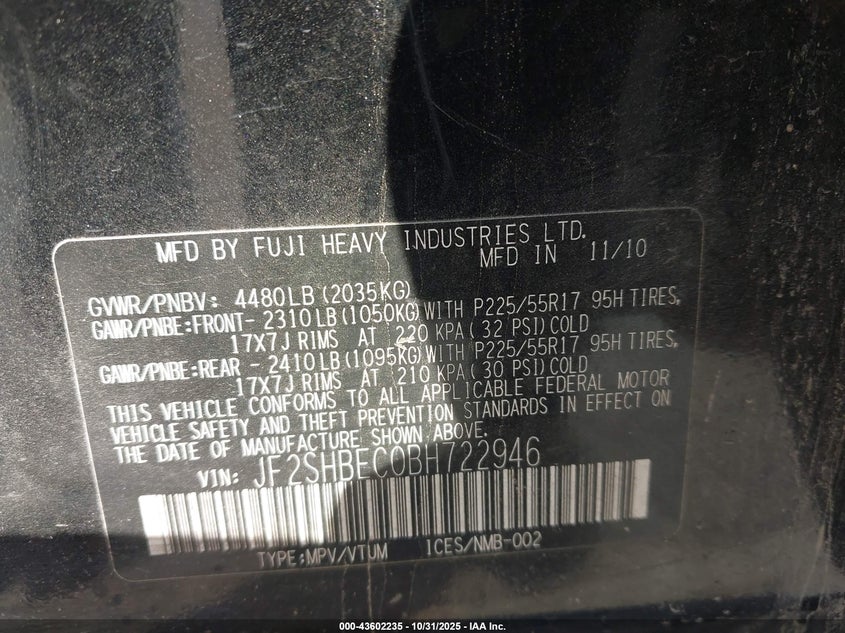 MFD BY FUJI HEAVY INDUSTRIES LTD.
MFD IN 11/10
GVWR/PNBV: 4480LB (2035KG)
GAWR/PNBE:FRONT- 2310LB (1050KG) WITH P225/55R17 95H TIRES,
17X7J RIMS AT 220 KPA (32 PSI) COLD
GAWR/PNBE:REAR - 2410LB (1095KG) WITH P225/55R17 95H TIRES,
17X7J RIMS AT 210 KPA (30 PSI) COLD
THIS VEHICLE CONFORMS TO ALL APPLICABLE FEDERAL MOTOR
VEHICLE SAFETY AND THEFT PREVENTION STANDARDS IN EFFECT ON
THE DATE OF MANUFACTURE SHOWN ABOVE.
VIN: JF2SHBEC0BH722946
TYPE:MPV/VTUM ICES/NMB-002
000-43602235 - 10/31/2025 - IAA Inc.